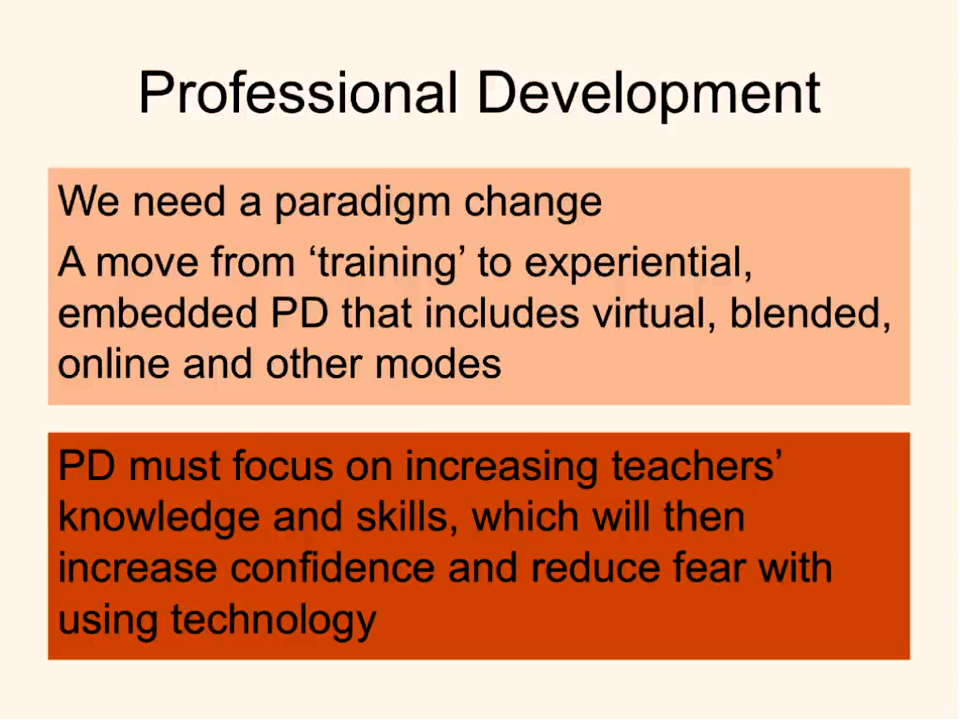 Professional Development
We need a paradigm change
A move from ‘training’ to experiential,
embedded PD that includes virtual, blended,
online and other modes
PD must focus on increasing teachers’
knowledge and skills, which will then
increase confidence and reduce fear with
using technology